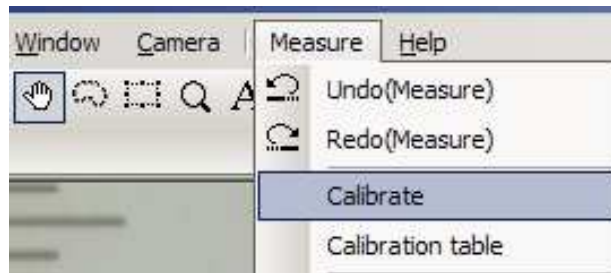 Window Camera Measure Help
A
Undo(Measure)
Redo(Measure)
Calibrate
Calibration table